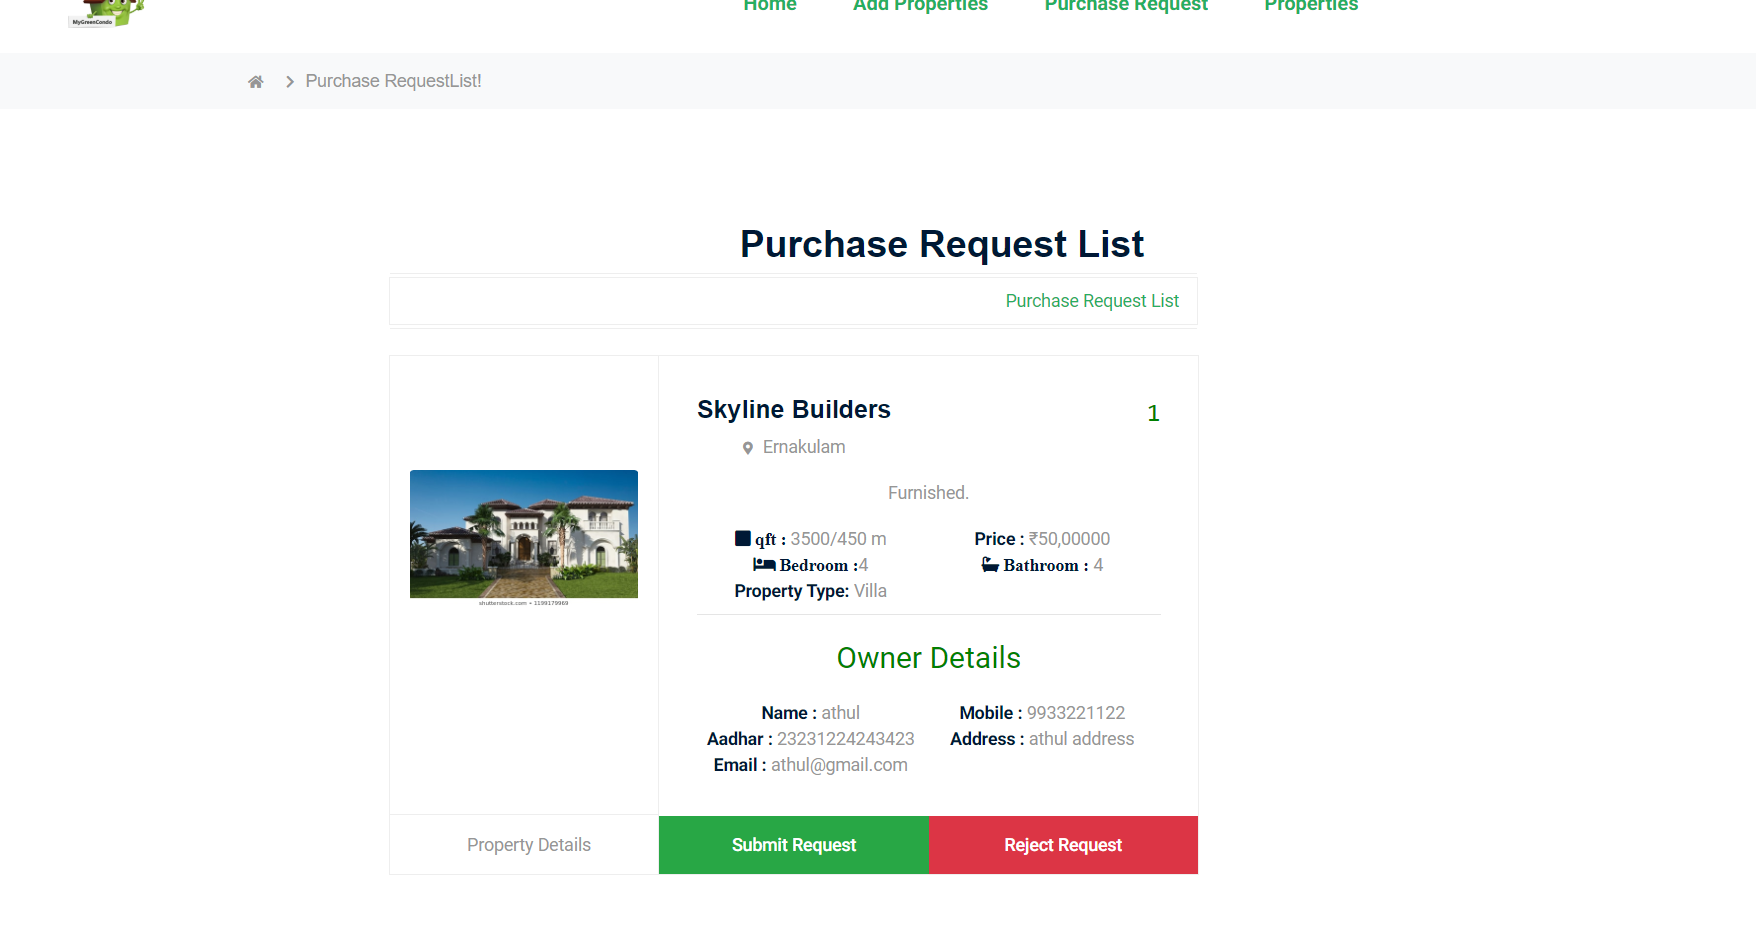 MyGreenCondo
Home Add Properties Purchase Request Properties
Purchase RequestList!
Purchase Request List
Purchase Request List
Skyline Builders 1
Ernakulam
Furnished.
qft : 3500/450 m Price : ₹50,00000
Bedroom :4 Bathroom : 4
Property Type: Villa
shutterstock.com • 1199179969
Owner Details
Name : athul Mobile : 9933221122
Aadhar : 23231224243423 Address : athul address
Email : athul@gmail.com
Property Details Submit Request Reject Request